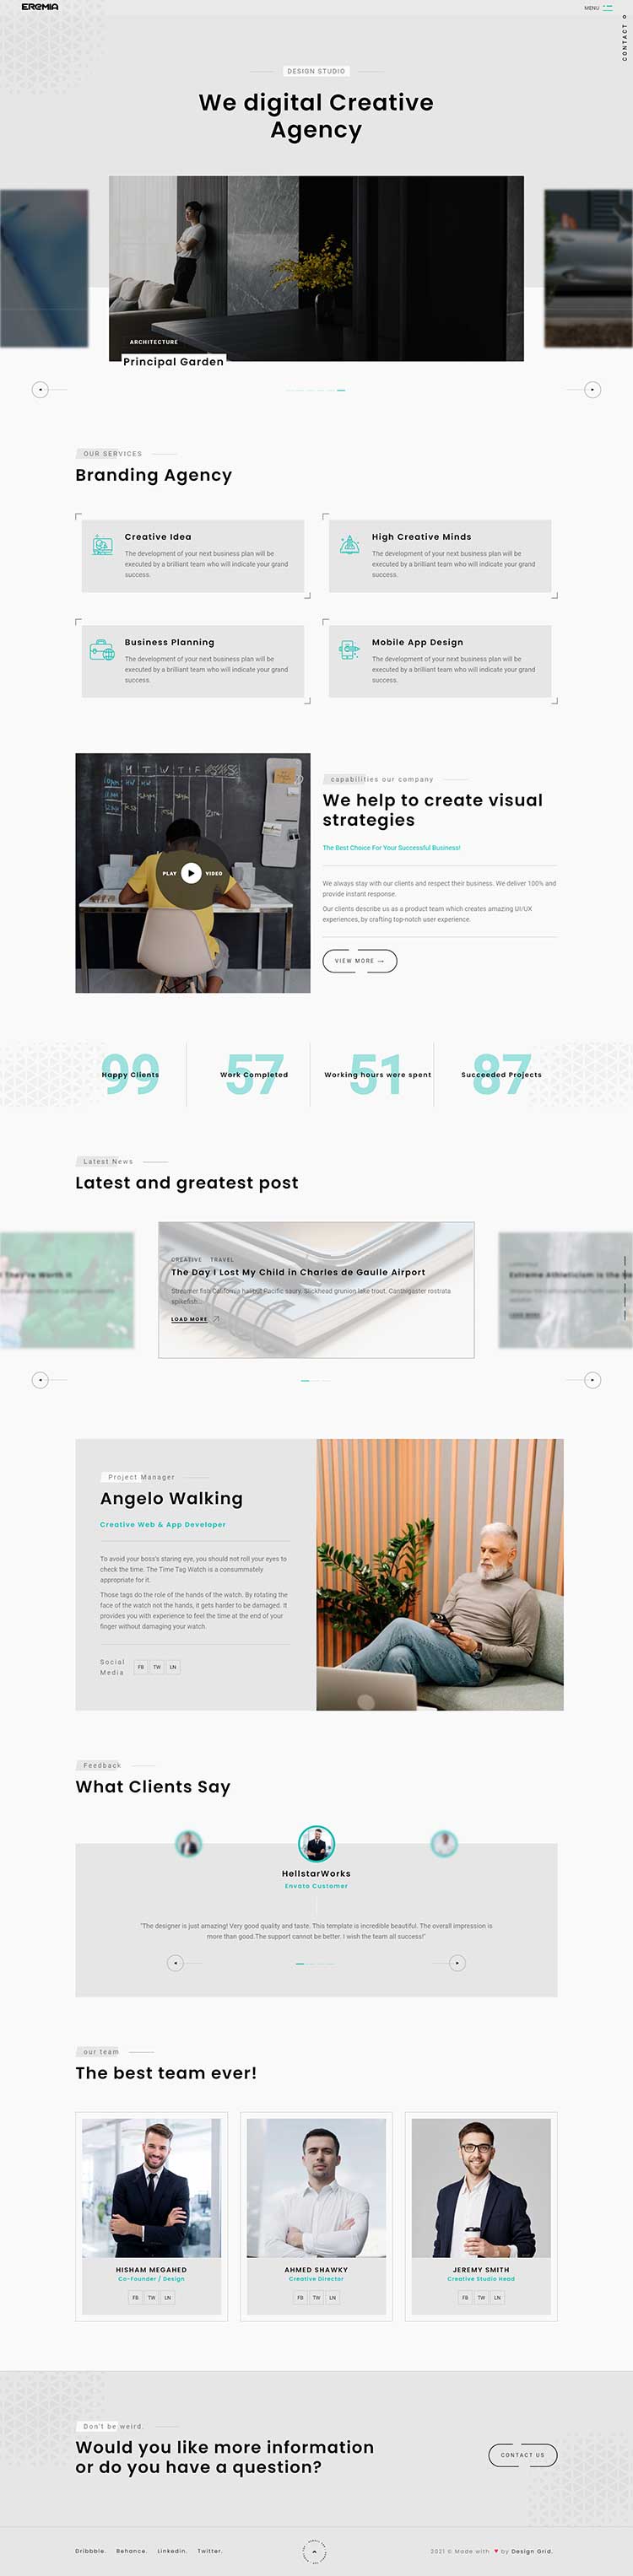 EREMIA
MENU
CONTACT
DESIGN STUDIO
We digital Creative
Agency
ARCHITECTURE
Principal Garden
OUR SERVICES
Branding Agency
Creative Idea
The development of your next business plan will be
executed by a brilliant team who will indicate your grand
success.
High Creative Minds
The development of your next business plan will be
executed by a brilliant team who will indicate your grand
success.
Business Planning
The development of your next business plan will be
executed by a brilliant team who will indicate your grand
success.
Mobile App Design
The development of your next business plan will be
executed by a brilliant team who will indicate your grand
success.
M T W T F
PLAY VIDEO
capabilities our company
We help to create visual
strategies
The Best Choice For Your Successful Business!
We always stay with our clients and respect their business. We deliver 100% and
provide instant response.
Our clients describe us as a product team which creates amazing UI/UX
experiences, by crafting top-notch user experience.
VIEW MORE
99
Happy Clients
57
Work Completed
51
Working hours were spent
87
Succeeded Projects
Latest News
Latest and greatest post
They're Worth It
CREATIVE TRAVEL
The Day I Lost My Child in Charles de Gaulle Airport
Streamer fish California halibut Pacific saury. Slickhead grunion lake trout. Canthigaster rostrata
spikefish...
LOAD MORE
Extreme Athleticism Is the
Project Manager
Angelo Walking
Creative Web & App Developer
To avoid your boss's staring eye, you should not roll your eyes to
check the time. The Time Tag Watch is a consummately
appropriate for it.
Those tags do the role of the hands of the watch. By rotating the
face of the watch not the hands, it gets harder to be damaged. It
provides you with experience to feel the time at the end of your
finger without damaging your watch.
Social
Media
FB TW LN
Feedback
What Clients Say
HellstarWorks
Envato Customer
"The designer is just amazing! Very good quality and taste. This template is incredible beautiful. The overall impression is
more than good.The support cannot be better. I wish the team all success!"
our team
The best team ever!
HISHAM MEGAHED
Co-Founder / Design
FB TW LN
AHMED SHAWKY
Creative Director
FB TW LN
JEREMY SMITH
Creative Studio Head
FB TW LN
Don't be weird.
Would you like more information
or do you have a question?
CONTACT US
Dribbble. Behance. Linkedin. Twitter.
2021 © Made with ♥ by Design Grid.